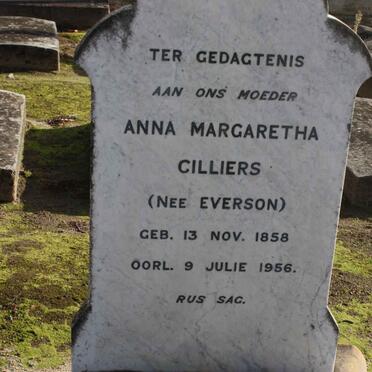 TER GEDAGTENIS
AAN ONS MOEDER
ANNA MARGARETHA
CILLIERS
(NEE EVERSON)
GEB. 13 NOV. 1858
OORL. 9 JULIE 1956.
RUS SAG.